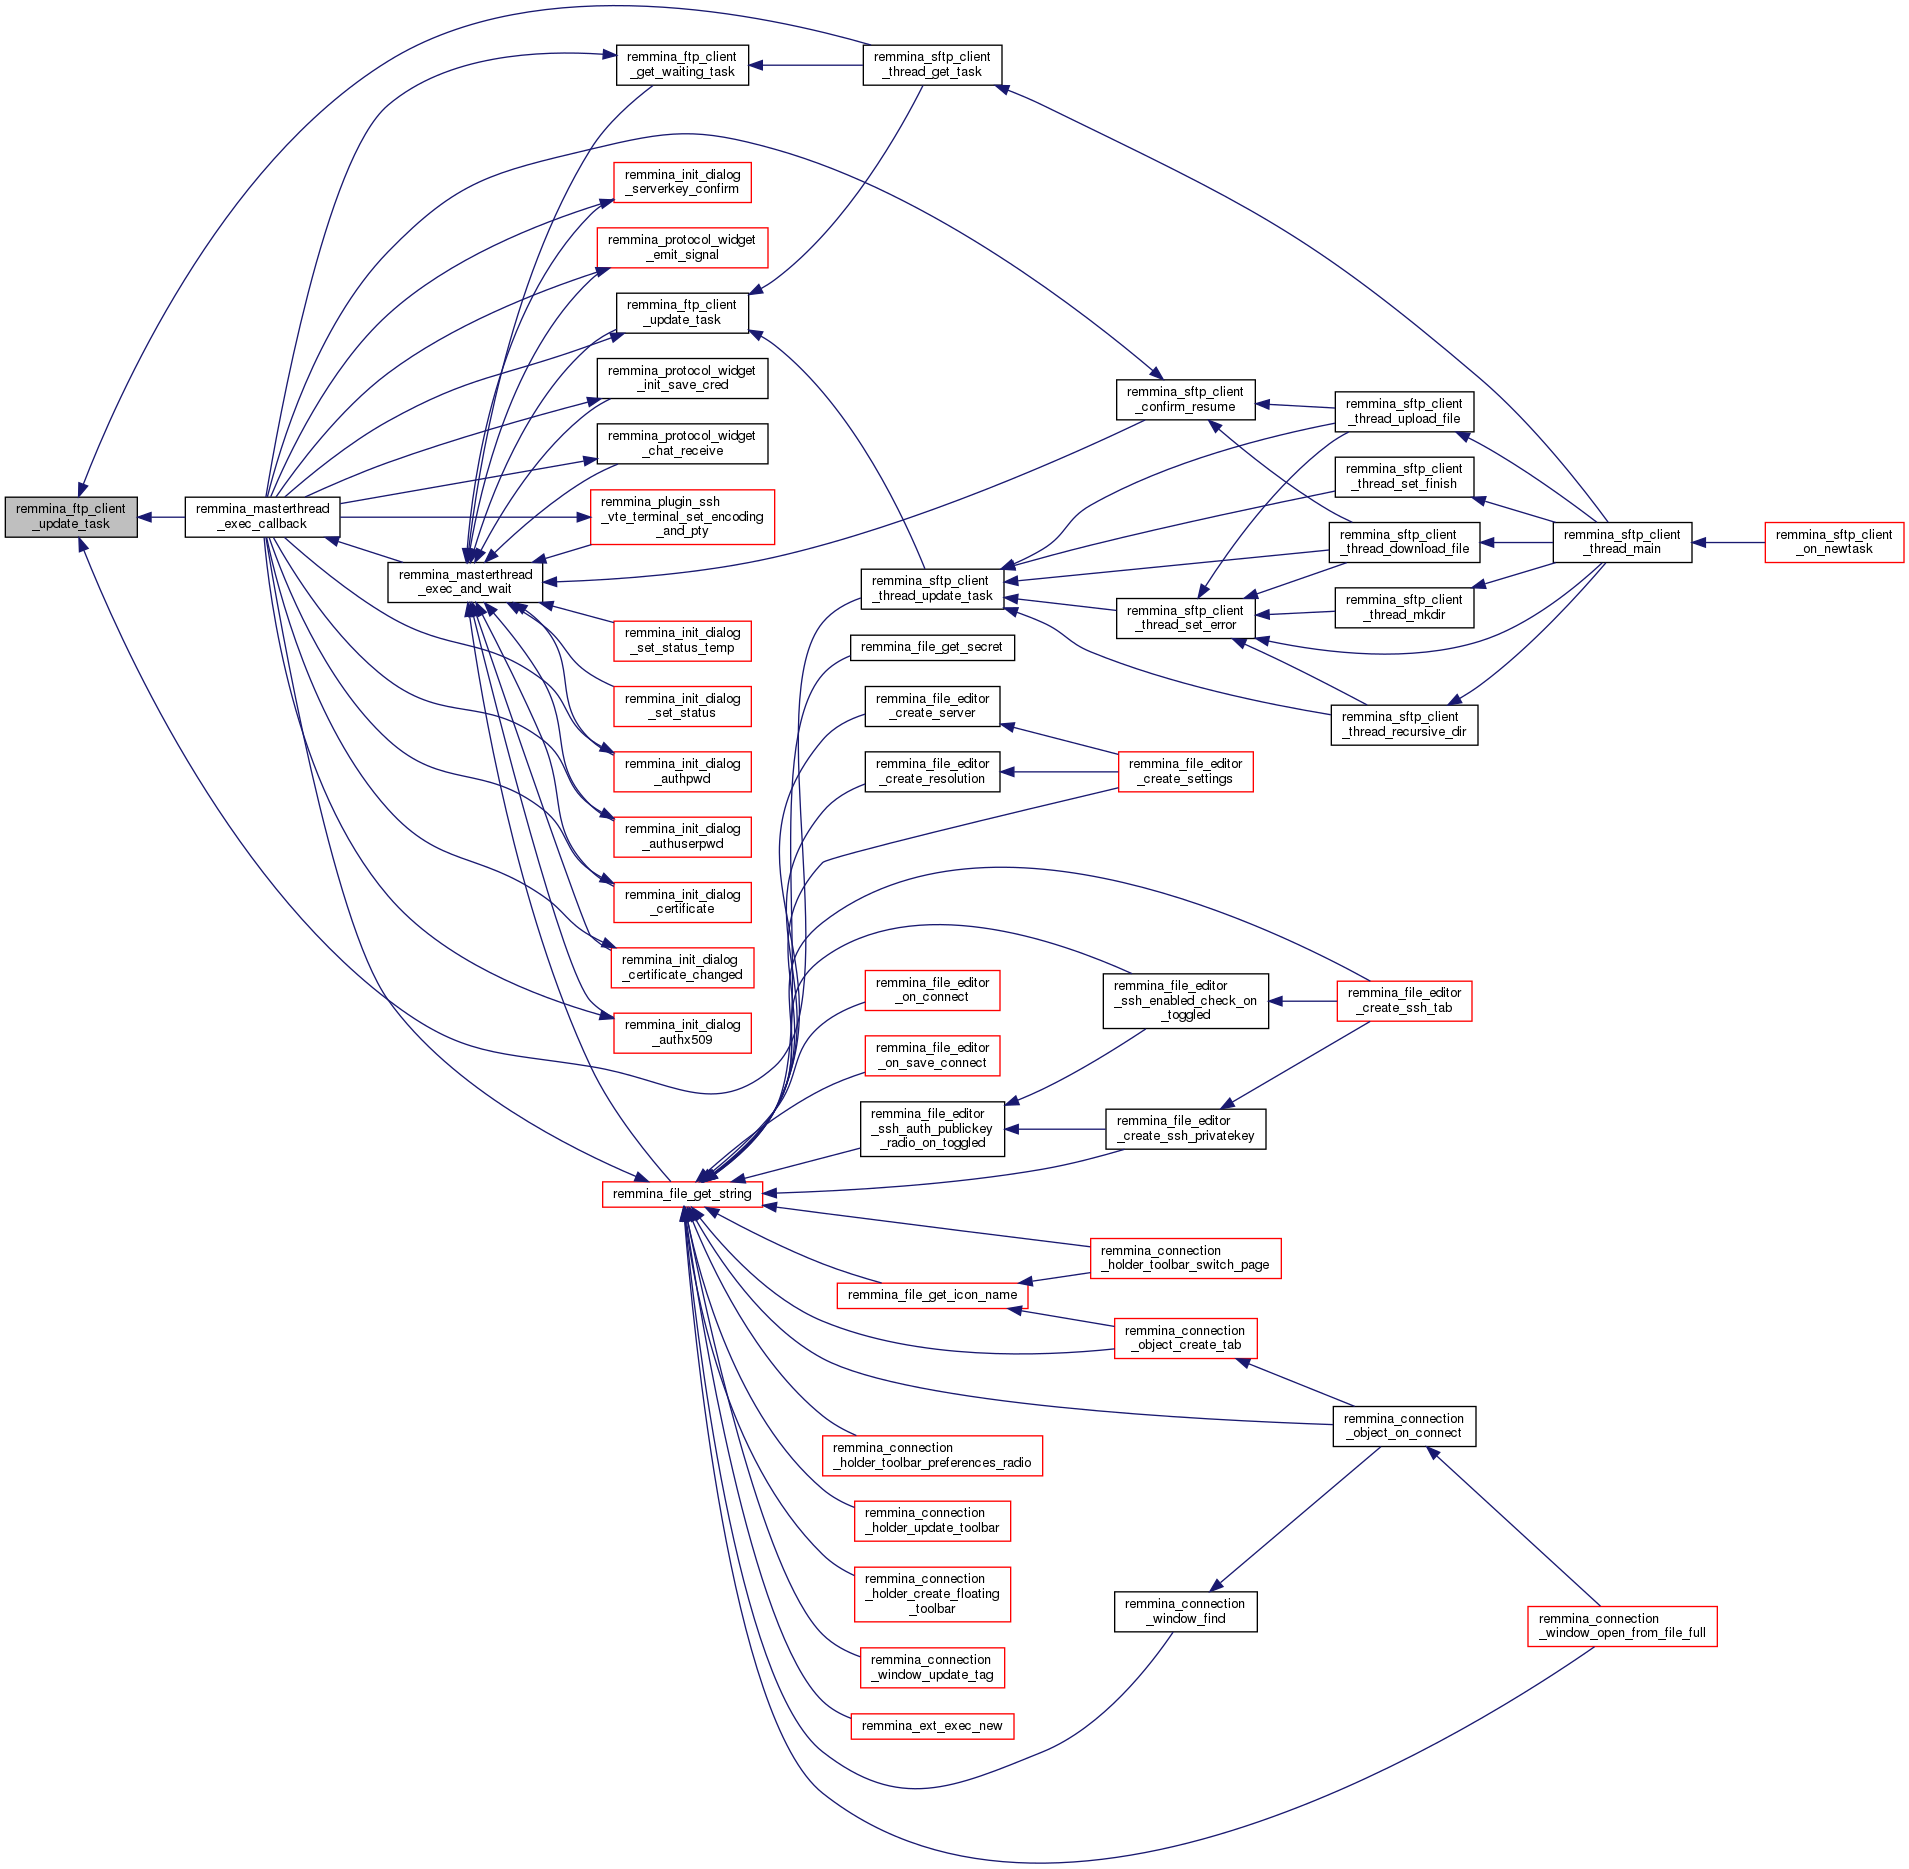 remmina_ftp_client
_update_task
remmina_masterthread
_exec_callback
remmina_masterthread
_exec_and_wait
remmina_ftp_client
_get_waiting_task
remmina_init_dialog
_serverkey_confirm
remmina_protocol_widget
_emit_signal
remmina_ftp_client
_update_task
remmina_protocol_widget
_init_save_cred
remmina_protocol_widget
_chat_receive
remmina_plugin_ssh
_vte_terminal_set_encoding
_and_pty
remmina_init_dialog
_set_status_temp
remmina_init_dialog
_set_status
remmina_init_dialog
_authpwd
remmina_init_dialog
_authuserpwd
remmina_init_dialog
_certificate
remmina_init_dialog
_certificate_changed
remmina_init_dialog
_authx509
remmina_file_get_string
remmina_sftp_client
_thread_get_task
remmina_sftp_client
_thread_update_task
remmina_file_get_secret
remmina_file_editor
_create_server
remmina_file_editor
_create_resolution
remmina_file_editor
_on_connect
remmina_file_editor
_on_save_connect
remmina_file_editor
_ssh_auth_publickey
_radio_on_toggled
remmina_file_get_icon_name
remmina_connection
_holder_toolbar_preferences_radio
remmina_connection
_holder_update_toolbar
remmina_connection
_holder_create_floating
_toolbar
remmina_connection
_window_update_tag
remmina_ext_exec_new
remmina_sftp_client
_confirm_resume
remmina_sftp_client
_thread_set_error
remmina_file_editor
_create_settings
remmina_file_editor
_ssh_enabled_check_on
_toggled
remmina_file_editor
_create_ssh_privatekey
remmina_connection
_holder_toolbar_switch_page
remmina_connection
_object_create_tab
remmina_connection
_window_find
remmina_sftp_client
_thread_upload_file
remmina_sftp_client
_thread_set_finish
remmina_sftp_client
_thread_download_file
remmina_sftp_client
_thread_mkdir
remmina_sftp_client
_thread_recursive_dir
remmina_file_editor
_create_ssh_tab
remmina_connection
_object_on_connect
remmina_sftp_client
_thread_main
remmina_connection
_window_open_from_file_full
remmina_sftp_client
_on_newtask